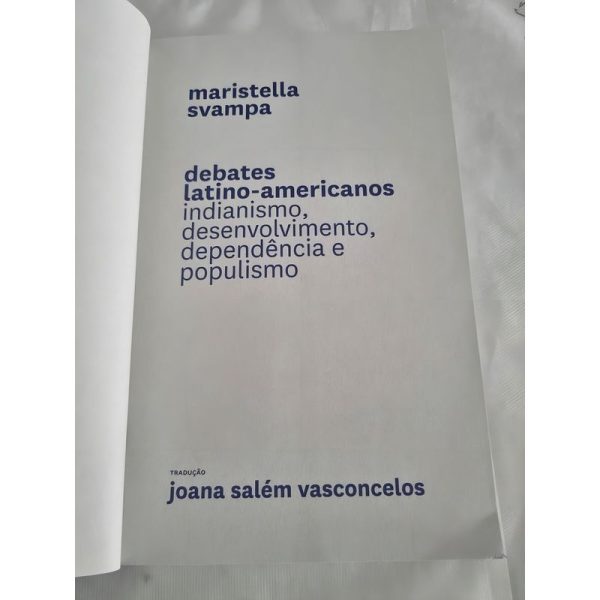 maristella
svampa
debates
latino-americanos
indianismo,
desenvolvimento,
dependência e
populismo
TRADUÇÃO
joana salém vasconcelos